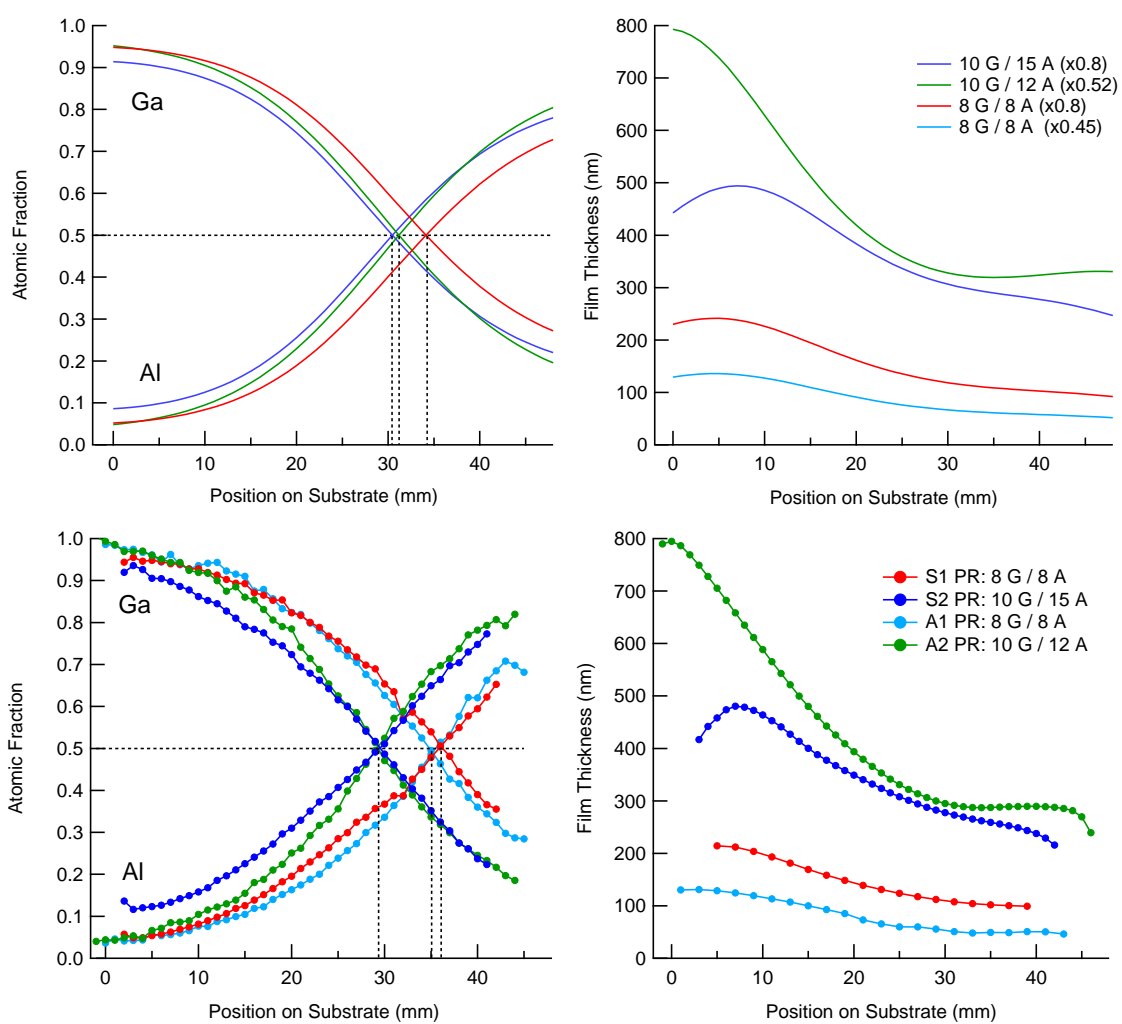 1.0
0.9
0.8
0.7
0.6
0.5
0.4
0.3
0.2
0.1
0.0
Atomic Fraction
Ga
Al
0 10 20 30 40
Position on Substrate (mm)
800
700
600
500
400
300
200
100
0
Film Thickness (nm)
10 G / 15 A (x0.8)
10 G / 12 A (x0.52)
8 G / 8 A (x0.8)
8 G / 8 A (x0.45)
0 10 20 30 40
Position on Substrate (mm)
1.0
0.9
0.8
0.7
0.6
0.5
0.4
0.3
0.2
0.1
0.0
Atomic Fraction
Ga
Al
0 10 20 30 40
Position on Substrate (mm)
800
700
600
500
400
300
200
100
0
Film Thickness (nm)
S1 PR: 8 G / 8 A
S2 PR: 10 G / 15 A
A1 PR: 8 G / 8 A
A2 PR: 10 G / 12 A
0 10 20 30 40
Position on Substrate (mm)